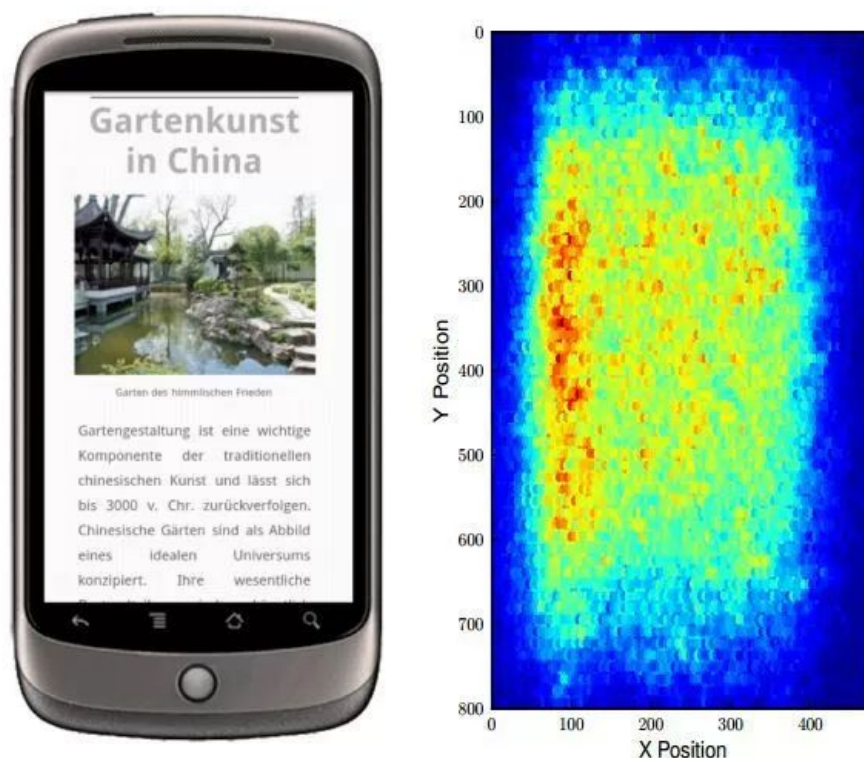 Gartenkunst
in China
Garten des himmlischen Frieden
Gartengestaltung ist eine wichtige
Komponente der traditionellen
chinesischen Kunst und lässt sich
bis 3000 v. Chr. zurückverfolgen.
Chinesische Gärten sind als Abbild
eines idealen Universums
konzipiert. Ihre wesentliche
0
100
200
300
400
500
600
700
800
Y Position
0 100 200 300 400
X Position